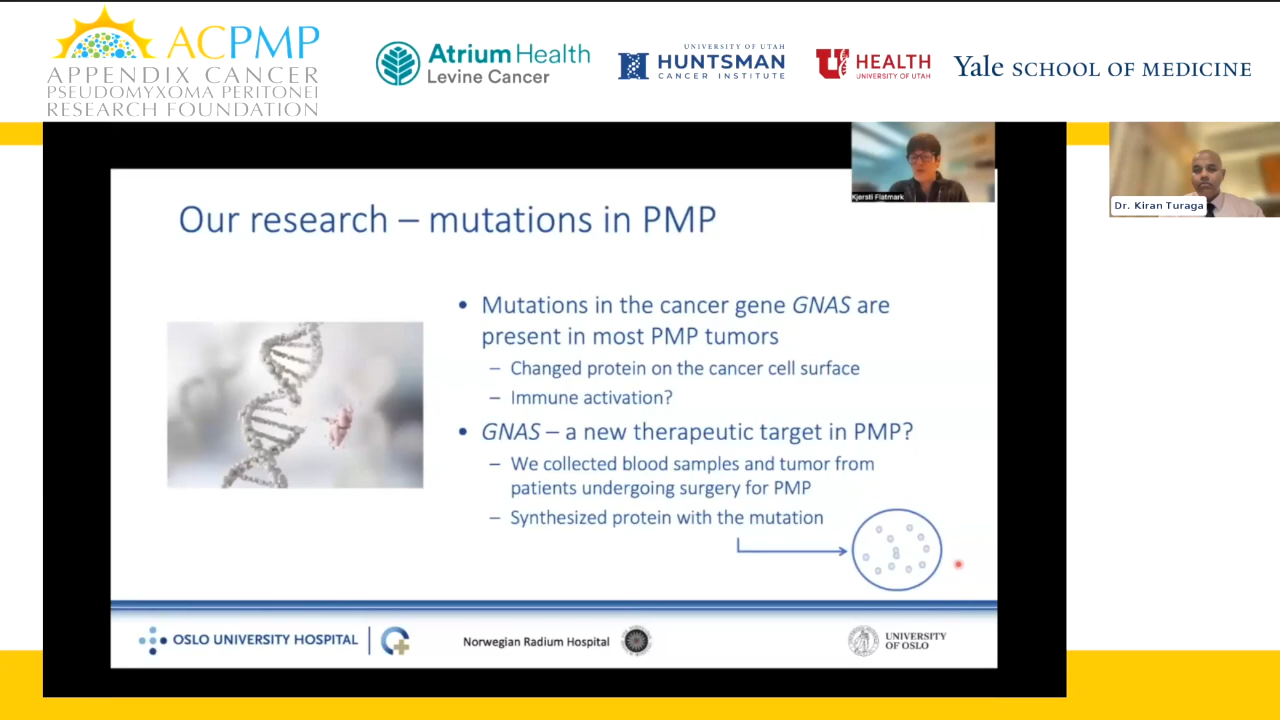 ACPMP
APPENDIX CANCER
PSEUDOMYXOMA PERITONEI
RESEARCH FOUNDATION
Atrium Health
Levine Cancer
UNIVERSITY OF UTAH
HUNTSMAN
CANCER INSTITUTE
U HEALTH
UNIVERSITY OF UTAH
Yale SCHOOL OF MEDICINE
Kjersti Flatmark
Dr. Kiran Turaga
Our research – mutations in PMP
• Mutations in the cancer gene GNAS are
present in most PMP tumors
– Changed protein on the cancer cell surface
– Immune activation?
• GNAS – a new therapeutic target in PMP?
– We collected blood samples and tumor from
patients undergoing surgery for PMP
– Synthesized protein with the mutation
OSLO UNIVERSITY HOSPITAL
Norwegian Radium Hospital
UNIVERSITY
OF OSLO